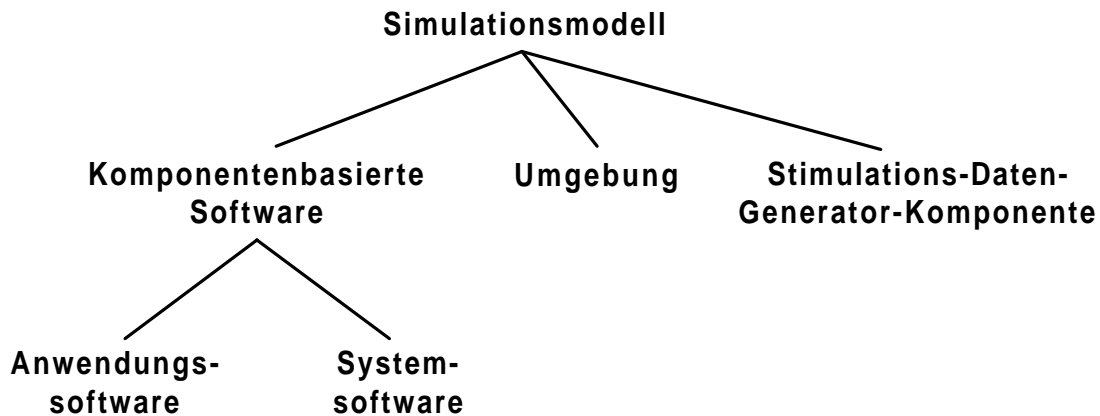 Simulationsmodell
Komponentenbasierte
Software
Umgebung
Stimulations-Daten-
Generator-Komponente
Anwendungs-
software
System-
software